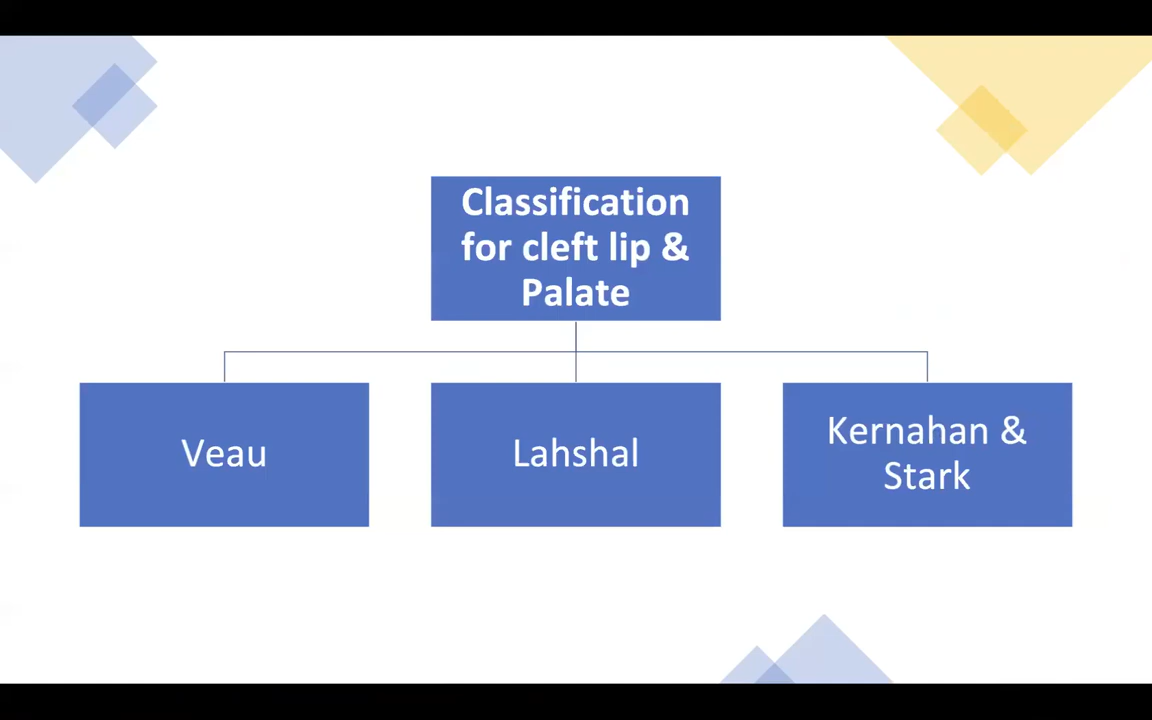 Classification
for cleft lip &
Palate
Veau
Lahshal
Kernahan &
Stark